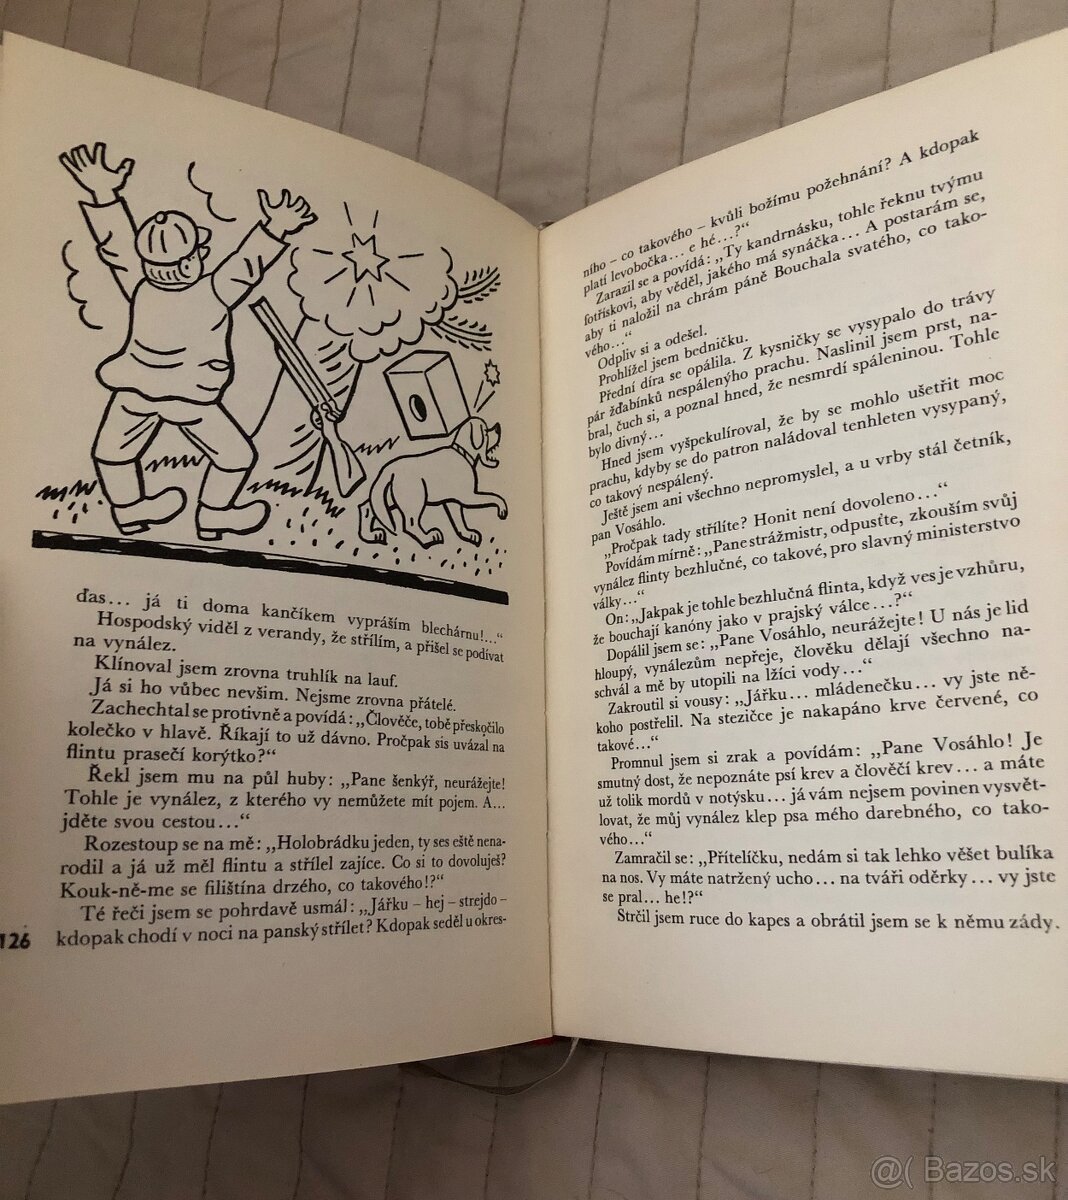 ďas... já ti doma kančíkem vypráším blechárnu!...“
Hospodský viděl z verandy, že střílím, a přišel se podívat
na vynález.
Klínoval jsem zrovna truhlík na lauf.
Já si ho vůbec nevšim. Nejsme zrovna přátelé.
Zachechtal se protivně a povídá: „Člověče, tobě přeskočilo
kolečko v hlavě. Říkají to už dávno. Pročpak sis uvázal na
flintu prasečí korýtko?“
Řekl jsem mu na půl huby: „Pane šenkýř, neurážejte!
Tohle je vynález, z kterého vy nemůžete mít pojem. A...
jděte svou cestou...“
Rozestoup se na mě: „Holobrádku jeden, ty ses eště nena-
rodil a já už měl flintu a střílel zajíce. Co si to dovoluješ?
Kouk-ně-me se filiština drzého, co takového!?“
Té řeči jsem se pohrdavě usmál: „Jářku – hej – strejdo –
kdopak chodí v noci na panský střílet? Kdopak seděl u okres-
126
ního – co takového – kvůli božímu požehnání? A kdopak
platí levobočka... e hé...?“
Zarazil se a povídá: „Ty kandrnásku, tohle řeknu tvýmu
fotřískovi, aby věděl, jakého má synáčka... A postarám se,
aby ti naložil na chrám páně Bouchala svatého, co tako-
vého...“
Odpliv si a odešel.
Prohlížel jsem bedničku.
Přední díra se opálila. Z kysničky se vysypalo do trávy
pár žďabínků nespálenýho prachu. Naslinil jsem prst, na-
bral, čuch si, a poznal hned, že nesmrdí spáleninou. Tohle
bylo divný...
Hned jsem vyšpekulíroval, že by se mohlo ušetřit moc
prachu, kdyby se do patron naládoval tenhleten vysypaný,
co takový nespálený.
Ještě jsem ani všechno nepromyslel, a u vrby stál četník,
pan Vosáhlo.
„Pročpak tady střílíte? Honit není dovoleno...“
Povídám mírně: „Pane strážmistr, odpusťte, zkouším svůj
vynález flinty bezhlučné, co takové, pro slavný ministerstvo
války...“
On: „Jakpak je tohle bezhlučná flinta, když ves je vzhůru,
že bouchají kanóny jako v prajský válce...?“
Dopálil jsem se: „Pane Vosáhlo, neurážejte! U nás je lid
hloupý, vynálezům nepřeje, člověku dělají všechno na-
schvál a mě by utopili na lžíci vody...“
Zakroutil si vousy: „Jářku... mládenečku... vy jste ně-
koho postřelil. Na stezičce je nakapáno krve červené, co
takové...“
Promnul jsem si zrak a povídám: „Pane Vosáhlo! Je
smutný dost, že nepoznáte psí krev a člověčí krev... a máte
už tolik mordů v notýsku... já vám nejsem povinen vysvět-
lovat, že můj vynález klep psa mého darebného, co tako-
vého...“
Zamračil se: „Přítelíčku, nedám si tak lehko věšet bulíka
na nos. Vy máte natržený ucho... na tváři oděrky... vy jste
se pral... he!?“
Strčil jsem ruce do kapes a obrátil jsem se k němu zády.
@( Bazos.sk